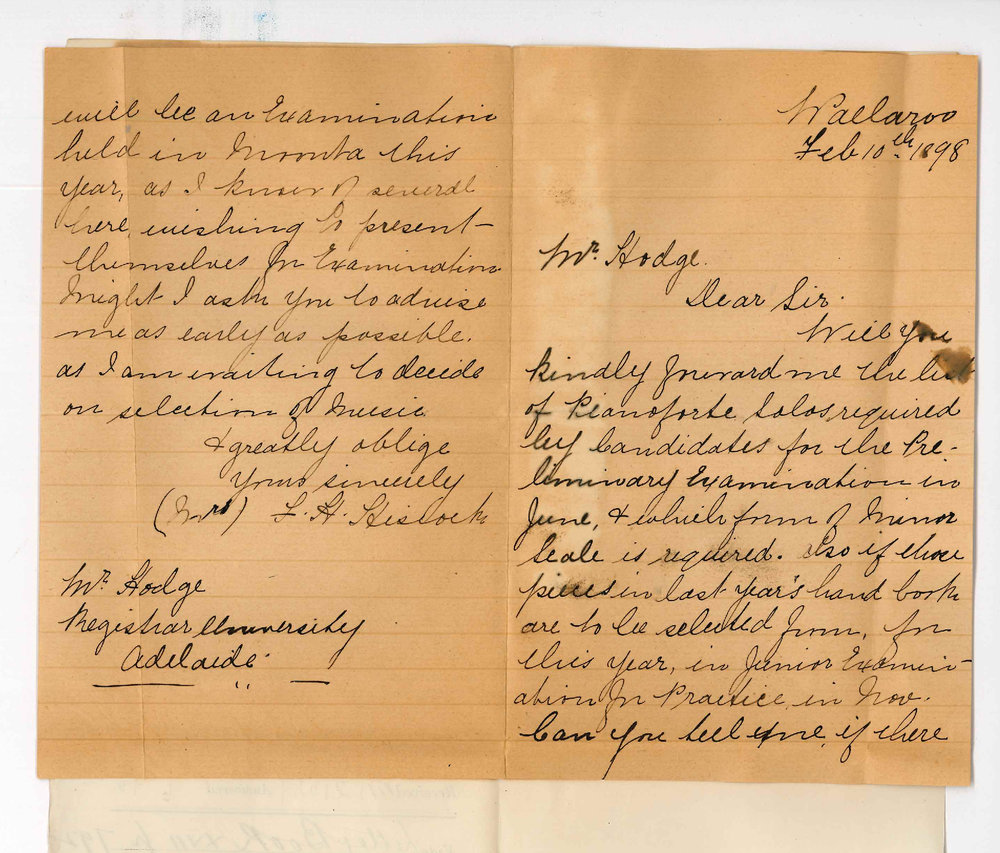 Wallaroo
Feb 10th 1898
Mr. Hodge.
Dear Sir.
Will you
kindly forward me the list
of Pianoforte Solos, required
by Candidates for the Pre-
liminary Examination in
June, & which form of Minor
Scale is required. also if those
pieces in last year's hand book
are to be selected from, for
this year, in Junior Examin-
ation In Practice in Nov.
Can you tell me, if there
will be an Examination
held in Moonta this
year, as I know of several
here wishing to present
themselves for Examination.
Might I ask you to advise
me as early as possible.
as I am waiting to decide
on selection of Music
& greatly oblige
Yours sincerely
(Mrs) F. H. Hiscock
Mr. Hodge
Registrar University
Adelaide